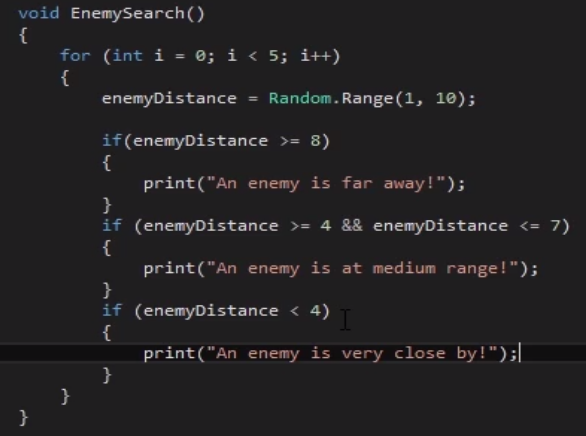 void EnemySearch()
{
    for (int i = 0; i < 5; i++)
    {
        enemyDistance = Random.Range(1, 10);

        if(enemyDistance >= 8)
        {
            print("An enemy is far away!");
        }
        if (enemyDistance >= 4 && enemyDistance <= 7)
        {
            print("An enemy is at medium range!");
        }
        if (enemyDistance < 4)
        {
            print("An enemy is very close by!");
        }
    }
}